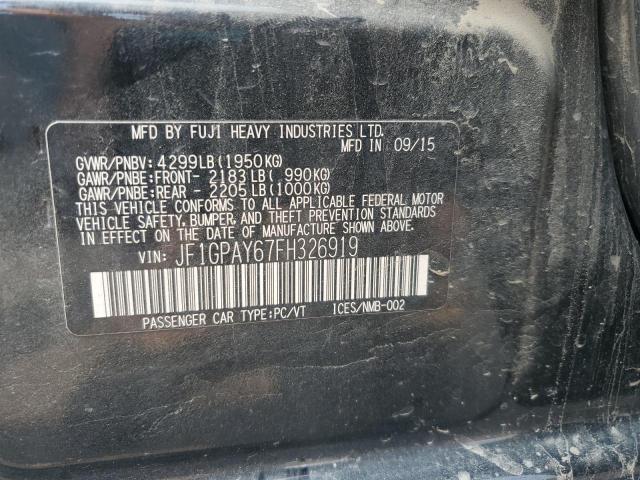 MFD BY FUJI HEAVY INDUSTRIES LTD.
MFD IN 09/15
GVWR/PNBV: 4299LB(1950KG)
GAWR/PNBE:FRONT- 2183LB( 990KG)
GAWR/PNBE:REAR - 2205LB(1000KG)
THIS VEHICLE CONFORMS TO ALL APPLICABLE FEDERAL MOTOR
VEHICLE SAFETY, BUMPER, AND THEFT PREVENTION STANDARDS
IN EFFECT ON THE DATE OF MANUFACTURE SHOWN ABOVE.
VIN: JF1GPAY67FH326919
PASSENGER CAR TYPE:PC/VT ICES/NMB-002